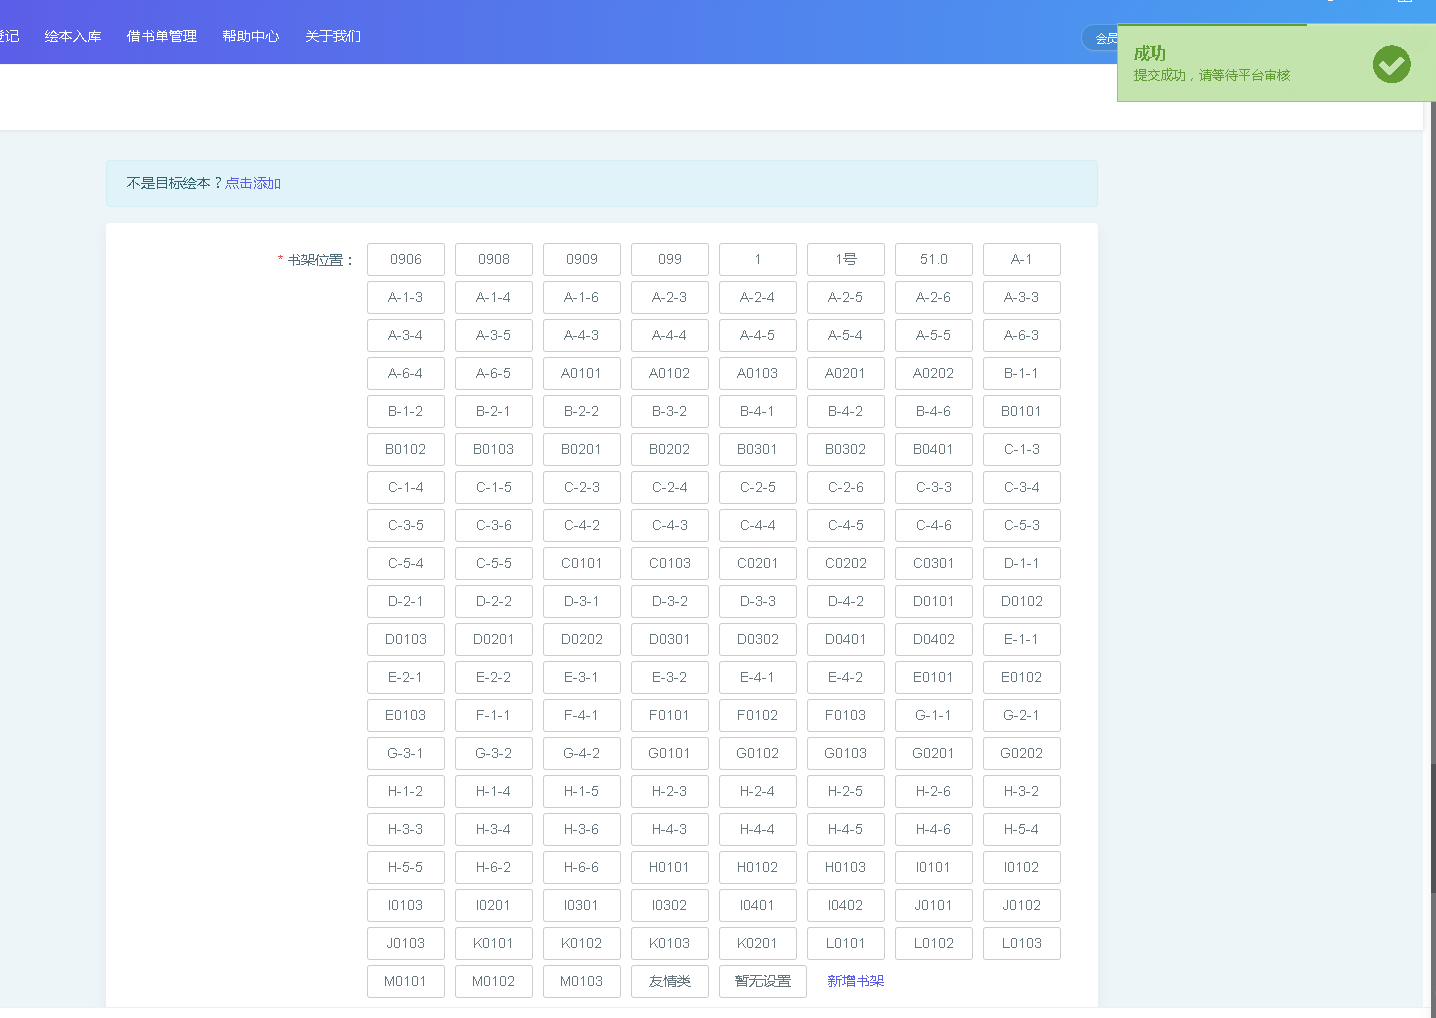 登记 绘本入库 借书单管理 帮助中心 关于我们 会员
成功
提交成功，请等待平台审核
不是目标绘本？点击添加
* 书架位置： 0906 0908 0909 099 1 1号 51.0 A-1
A-1-3 A-1-4 A-1-6 A-2-3 A-2-4 A-2-5 A-2-6 A-3-3
A-3-4 A-3-5 A-4-3 A-4-4 A-4-5 A-5-4 A-5-5 A-6-3
A-6-4 A-6-5 A0101 A0102 A0103 A0201 A0202 B-1-1
B-1-2 B-2-1 B-2-2 B-3-2 B-4-1 B-4-2 B-4-6 B0101
B0102 B0103 B0201 B0202 B0301 B0302 B0401 C-1-3
C-1-4 C-1-5 C-2-3 C-2-4 C-2-5 C-2-6 C-3-3 C-3-4
C-3-5 C-3-6 C-4-2 C-4-3 C-4-4 C-4-5 C-4-6 C-5-3
C-5-4 C-5-5 C0101 C0103 C0201 C0202 C0301 D-1-1
D-2-1 D-2-2 D-3-1 D-3-2 D-3-3 D-4-2 D0101 D0102
D0103 D0201 D0202 D0301 D0302 D0401 D0402 E-1-1
E-2-1 E-2-2 E-3-1 E-3-2 E-4-1 E-4-2 E0101 E0102
E0103 F-1-1 F-4-1 F0101 F0102 F0103 G-1-1 G-2-1
G-3-1 G-3-2 G-4-2 G0101 G0102 G0103 G0201 G0202
H-1-2 H-1-4 H-1-5 H-2-3 H-2-4 H-2-5 H-2-6 H-3-2
H-3-3 H-3-4 H-3-6 H-4-3 H-4-4 H-4-5 H-4-6 H-5-4
H-5-5 H-6-2 H-6-6 H0101 H0102 H0103 I0101 I0102
I0103 I0201 I0301 I0302 I0401 I0402 J0101 J0102
J0103 K0101 K0102 K0103 K0201 L0101 L0102 L0103
M0101 M0102 M0103 友情类 暂无设置 新增书架